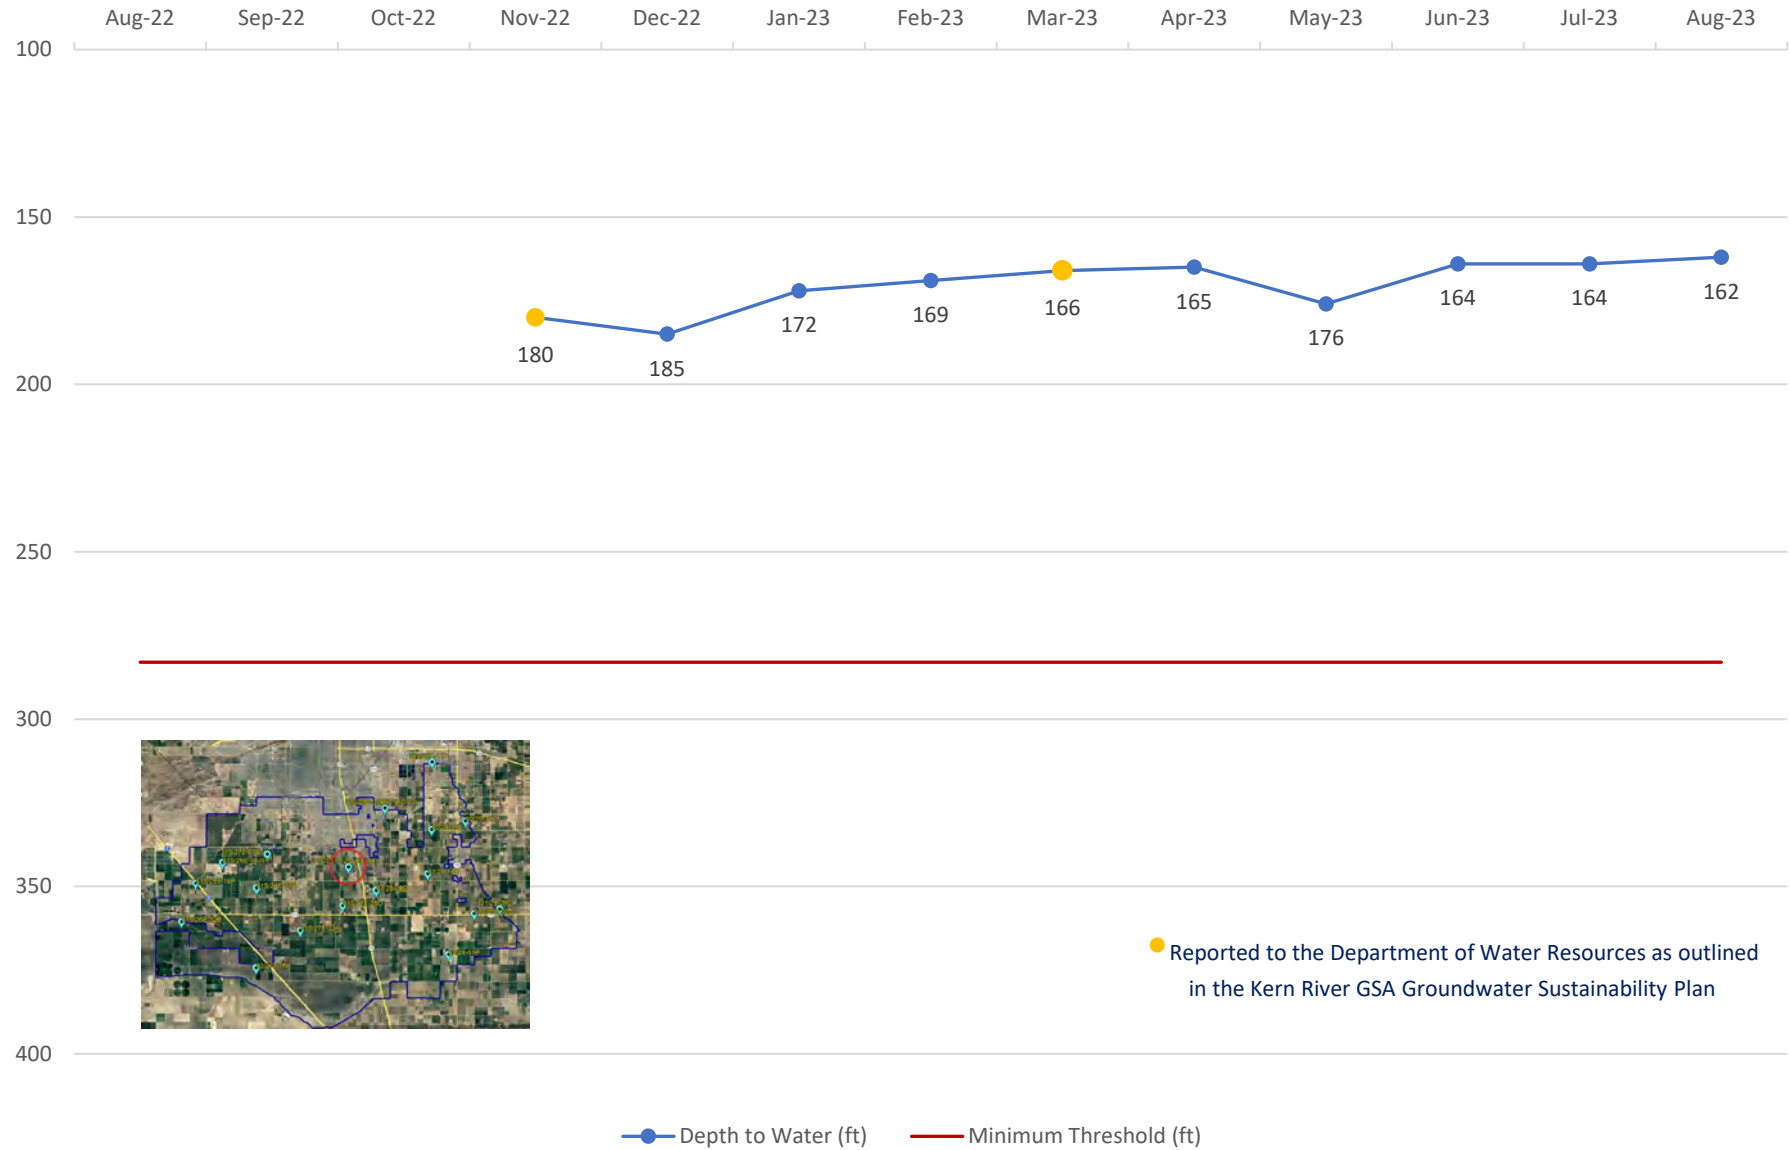 Aug-22 Sep-22 Oct-22 Nov-22 Dec-22 Jan-23 Feb-23 Mar-23 Apr-23 May-23 Jun-23 Jul-23 Aug-23
100
150
180 185 172 169 166 165 176 164 164 162
200
250
300
350
Reported to the Department of Water Resources as outlined
in the Kern River GSA Groundwater Sustainability Plan
400
Depth to Water (ft) Minimum Threshold (ft)